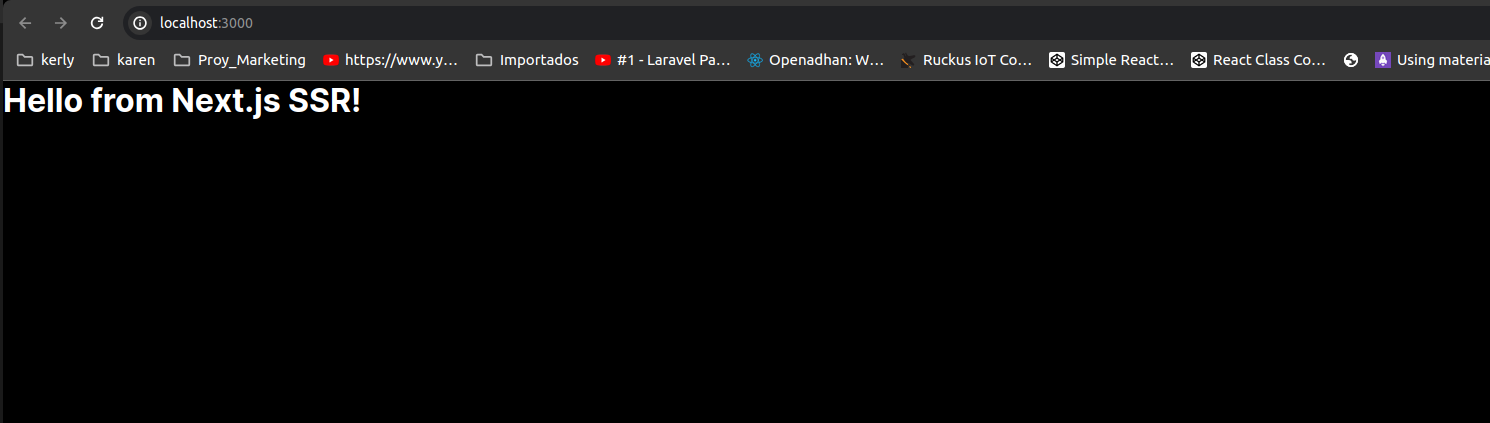 localhost:3000
kerly karen Proy_Marketing https://www.y... Importados #1 - Laravel Pa... Openadhan: W... Ruckus IoT Co... Simple React... React Class Co... Using materia
Hello from Next.js SSR!